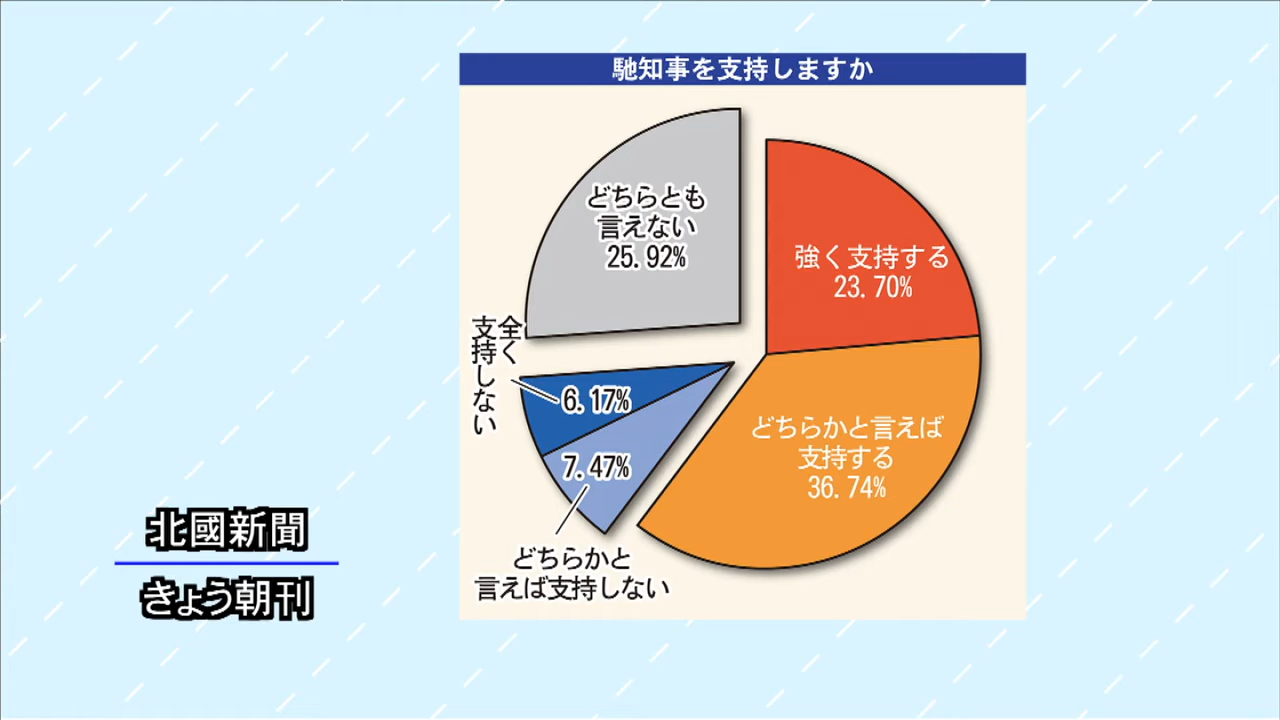 馳知事を支持しますか
強く支持する
23.70%
どちらかと言えば
支持する
36.74%
どちらかと
言えば支持しない
7.47%
全く
支持しない
6.17%
どちらとも
言えない
25.92%
北國新聞
きょう朝刊